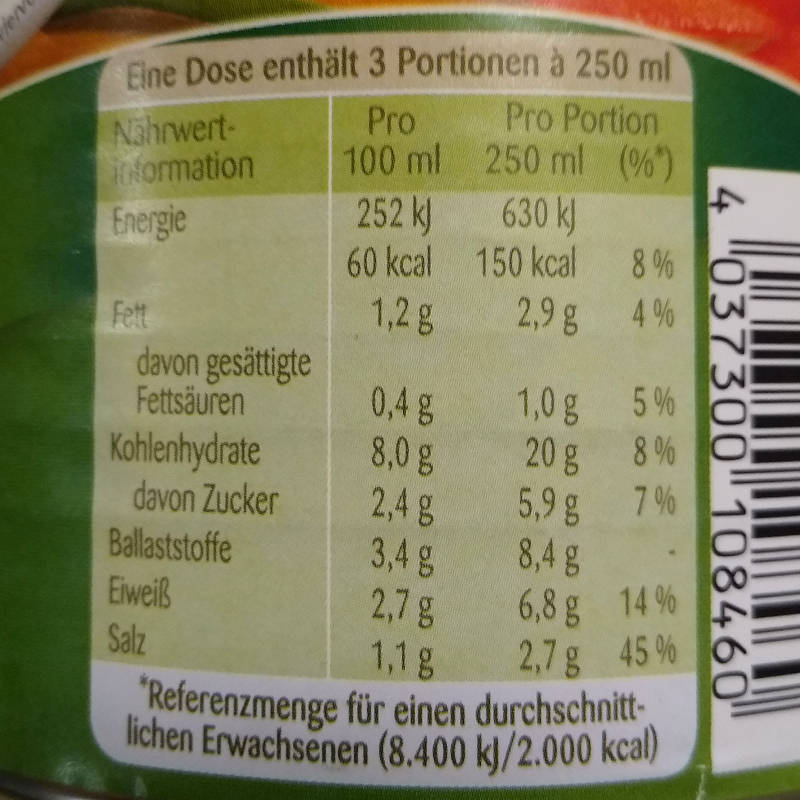 Eine Dose enthält 3 Portionen à 250 ml
Nährwert- Pro Pro Portion
information 100 ml 250 ml (%*)
Energie 252 kJ 630 kJ
60 kcal 150 kcal 8 %
Fett 1,2 g 2,9 g 4 %
davon gesättigte
Fettsäuren 0,4 g 1,0 g 5 %
Kohlenhydrate 8,0 g 20 g 8 %
davon Zucker 2,4 g 5,9 g 7 %
Ballaststoffe 3,4 g 8,4 g -
Eiweiß 2,7 g 6,8 g 14 %
Salz 1,1 g 2,7 g 45 %
*Referenzmenge für einen durchschnitt-
lichen Erwachsenen (8.400 kJ/2.000 kcal)
4 037300 108460